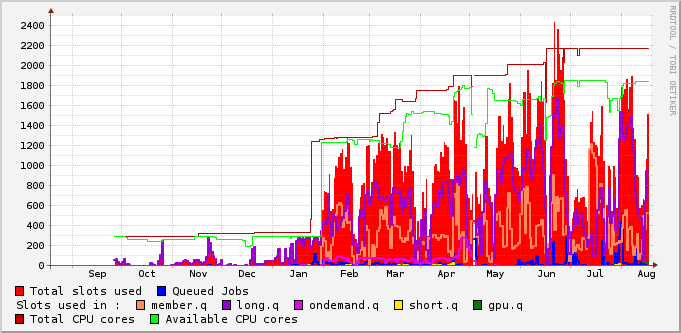 2400
2200
2000
1800
1600
1400
1200
1000
800
600
400
200
0
Sep Oct Nov Dec Jan Feb Mar Apr May Jun Jul Aug
RRDTOOL / TOBI OETIKER
Total slots used Queued Jobs
Slots used in : member.q long.q ondemand.q short.q gpu.q
Total CPU cores Available CPU cores